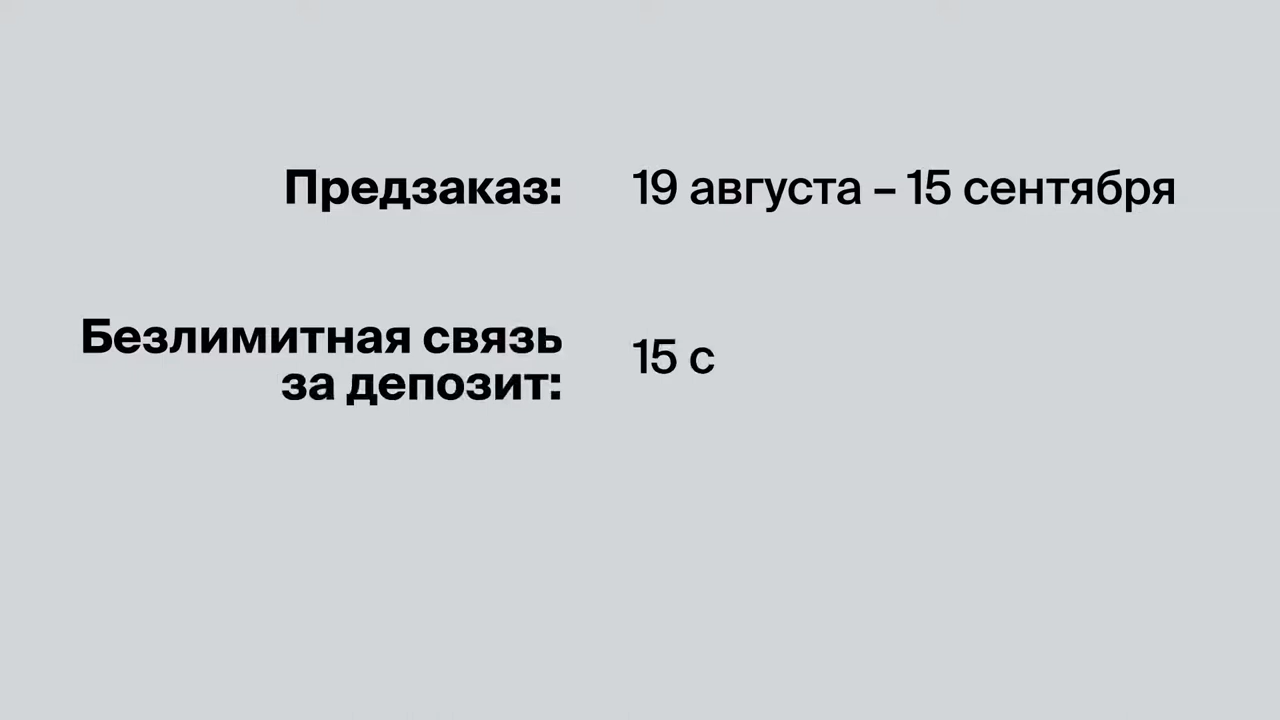 Предзаказ: 19 августа – 15 сентября
Безлимитная связь
за депозит: 15 с